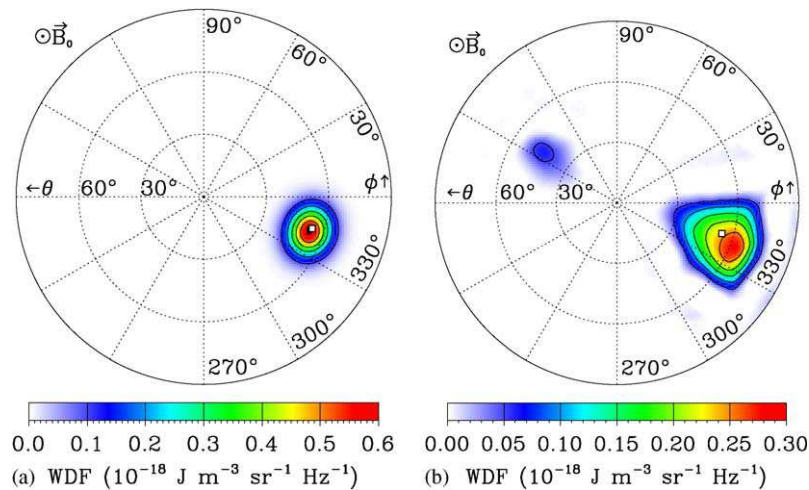 ⊙B⃗₀ 90° ⊙B⃗₀ 90°
60° 60°
30° 30°
←θ 60° 30° ϕ↑ ←θ 60° 30° ϕ↑
330° 330°
300° 300°
270° 270°
0.0 0.1 0.2 0.3 0.4 0.5 0.6 0.00 0.05 0.10 0.15 0.20 0.25 0.30
(a) WDF (10⁻¹⁸ J m⁻³ sr⁻¹ Hz⁻¹) (b) WDF (10⁻¹⁸ J m⁻³ sr⁻¹ Hz⁻¹)